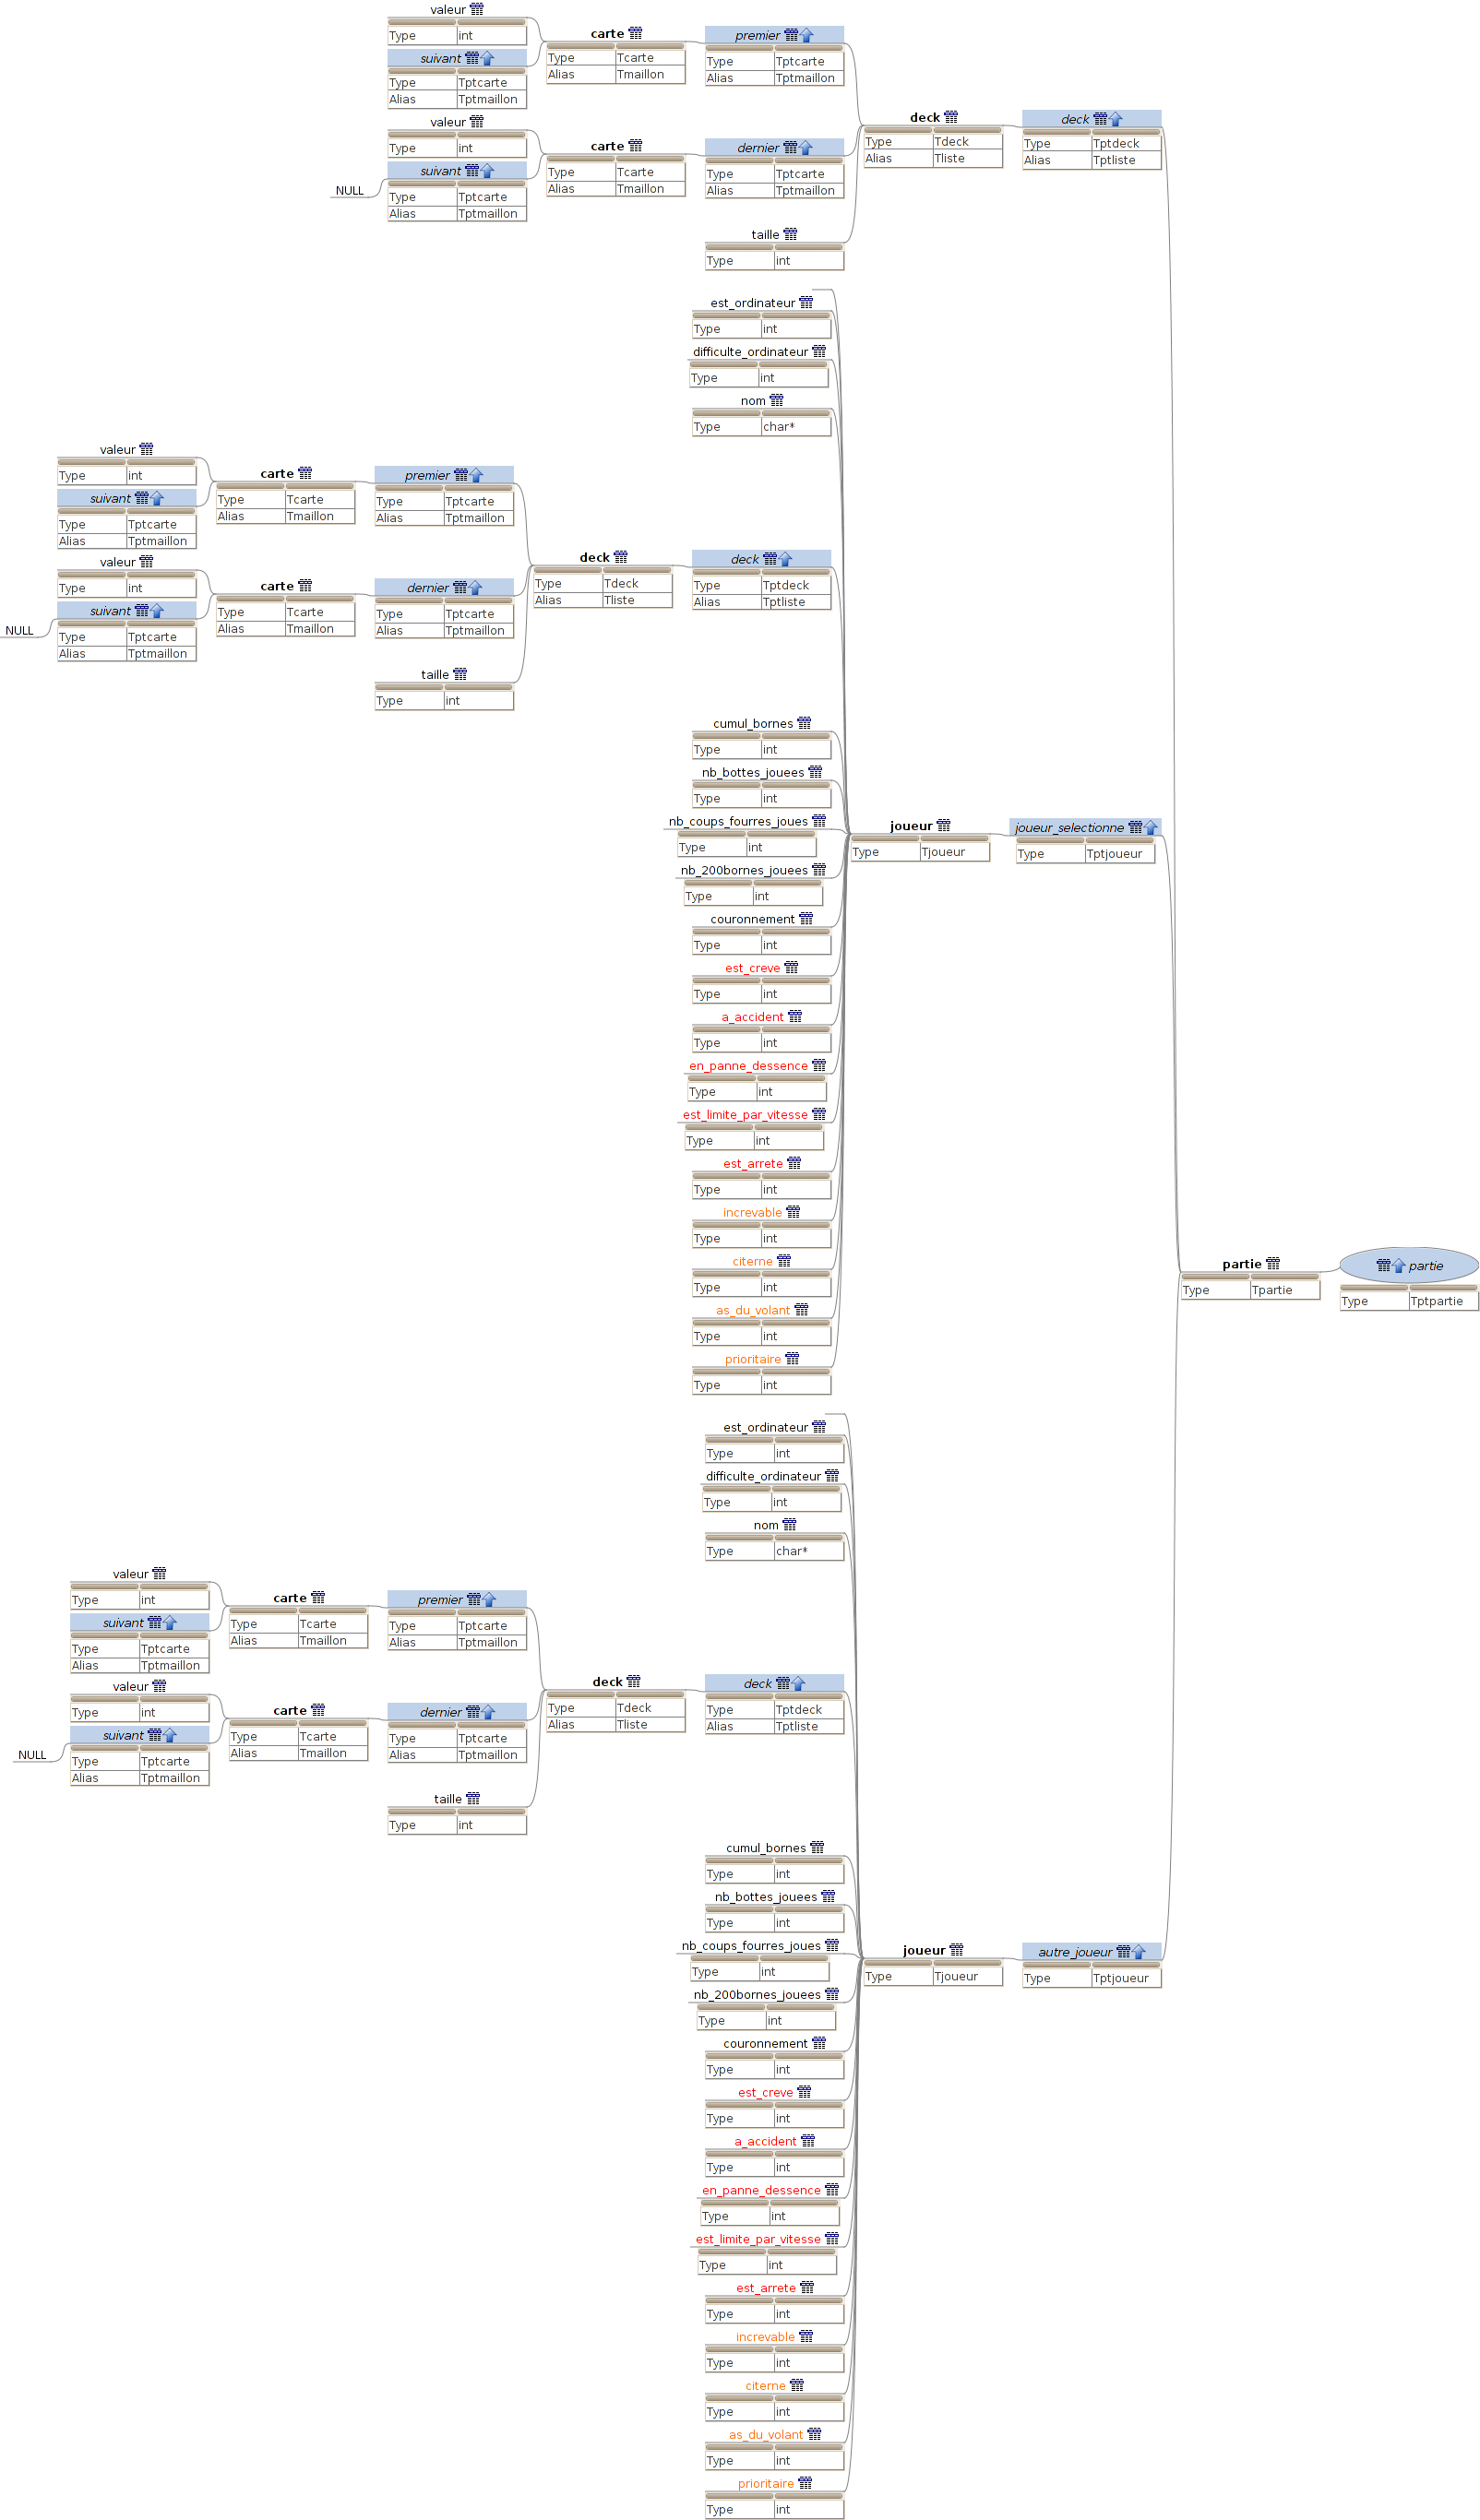 valeur
Type int
suivant
Type Tptcarte
Alias Tptmaillon
carte
Type Tcarte
Alias Tmaillon
premier
Type Tptcarte
Alias Tptmaillon
valeur
Type int
suivant
Type Tptcarte
Alias Tptmaillon
NULL
carte
Type Tcarte
Alias Tmaillon
dernier
Type Tptcarte
Alias Tptmaillon
taille
Type int
deck
Type Tdeck
Alias Tliste
deck
Type Tptdeck
Alias Tptliste
est_ordinateur
Type int
difficulte_ordinateur
Type int
nom
Type char*
valeur
Type int
suivant
Type Tptcarte
Alias Tptmaillon
carte
Type Tcarte
Alias Tmaillon
premier
Type Tptcarte
Alias Tptmaillon
valeur
Type int
suivant
Type Tptcarte
Alias Tptmaillon
NULL
carte
Type Tcarte
Alias Tmaillon
dernier
Type Tptcarte
Alias Tptmaillon
taille
Type int
deck
Type Tdeck
Alias Tliste
deck
Type Tptdeck
Alias Tptliste
cumul_bornes
Type int
nb_bottes_jouees
Type int
nb_coups_fourres_joues
Type int
nb_200bornes_jouees
Type int
couronnement
Type int
est_creve
Type int
a_accident
Type int
en_panne_dessence
Type int
est_limite_par_vitesse
Type int
est_arrete
Type int
increvable
Type int
citerne
Type int
as_du_volant
Type int
prioritaire
Type int
joueur
Type Tjoueur
joueur_selectionne
Type Tptjoueur
partie
Type Tpartie
partie
Type Tptpartie
est_ordinateur
Type int
difficulte_ordinateur
Type int
nom
Type char*
valeur
Type int
suivant
Type Tptcarte
Alias Tptmaillon
carte
Type Tcarte
Alias Tmaillon
premier
Type Tptcarte
Alias Tptmaillon
valeur
Type int
suivant
Type Tptcarte
Alias Tptmaillon
NULL
carte
Type Tcarte
Alias Tmaillon
dernier
Type Tptcarte
Alias Tptmaillon
taille
Type int
deck
Type Tdeck
Alias Tliste
deck
Type Tptdeck
Alias Tptliste
cumul_bornes
Type int
nb_bottes_jouees
Type int
nb_coups_fourres_joues
Type int
nb_200bornes_jouees
Type int
couronnement
Type int
est_creve
Type int
a_accident
Type int
en_panne_dessence
Type int
est_limite_par_vitesse
Type int
est_arrete
Type int
increvable
Type int
citerne
Type int
as_du_volant
Type int
prioritaire
Type int
joueur
Type Tjoueur
autre_joueur
Type Tptjoueur